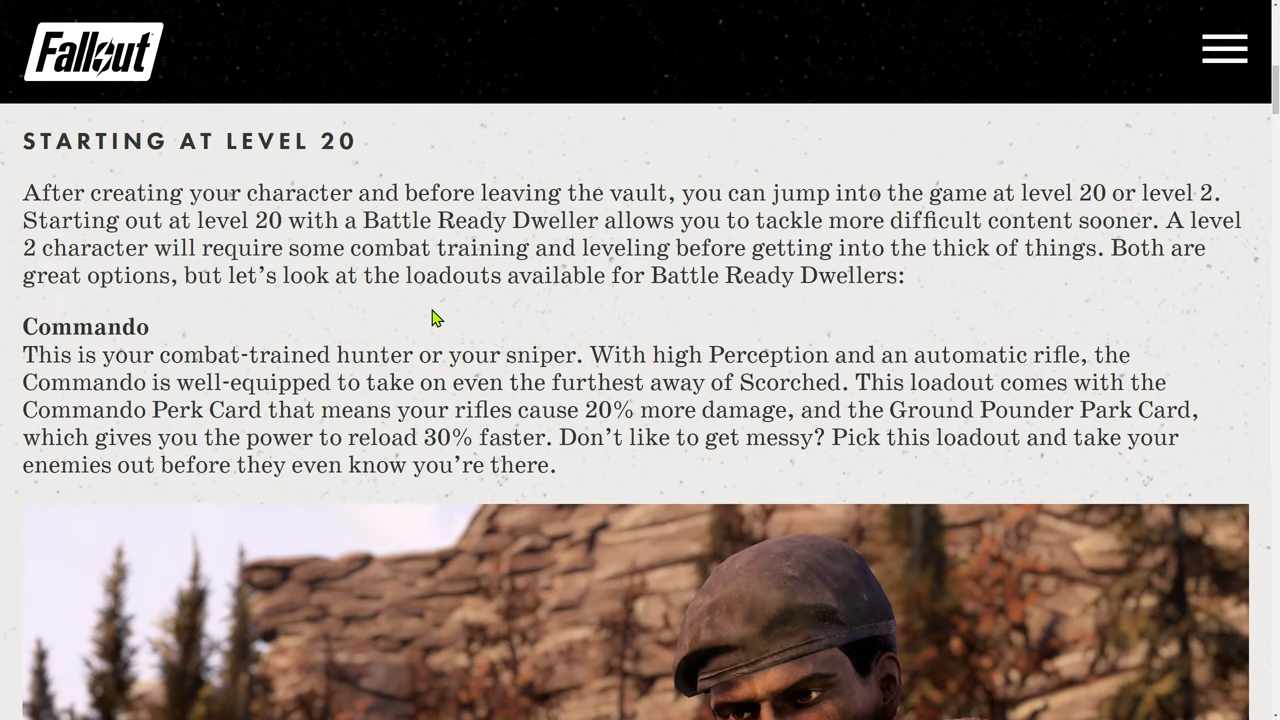 Fallout
STARTING AT LEVEL 20
After creating your character and before leaving the vault, you can jump into the game at level 20 or level 2.
Starting out at level 20 with a Battle Ready Dweller allows you to tackle more difficult content sooner. A level
2 character will require some combat training and leveling before getting into the thick of things. Both are
great options, but let’s look at the loadouts available for Battle Ready Dwellers:
Commando
This is your combat-trained hunter or your sniper. With high Perception and an automatic rifle, the
Commando is well-equipped to take on even the furthest away of Scorched. This loadout comes with the
Commando Perk Card that means your rifles cause 20% more damage, and the Ground Pounder Park Card,
which gives you the power to reload 30% faster. Don’t like to get messy? Pick this loadout and take your
enemies out before they even know you’re there.